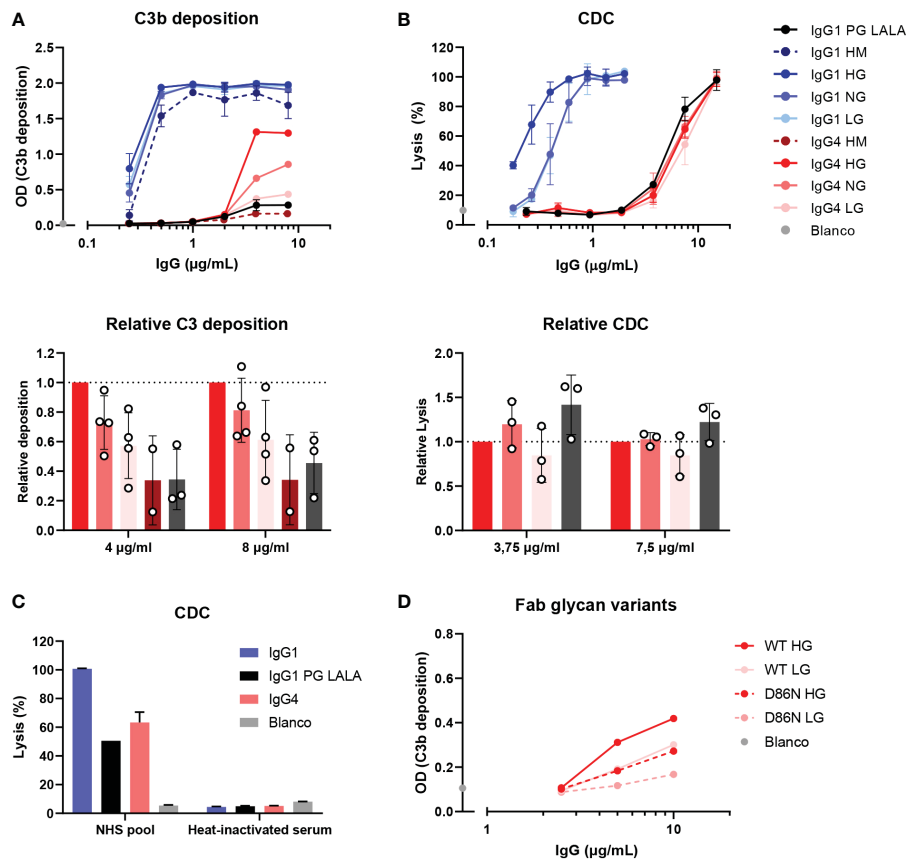 A
C3b deposition
OD (C3b deposition)
2.5
2.0
1.5
1.0
0.5
0.0
0.1
1
10
IgG (µg/mL)
B
CDC
Lysis (%)
120
100
80
60
40
20
0
0.1
1
10
IgG (µg/mL)
IgG1 PG LALA
IgG1 HM
IgG1 HG
IgG1 NG
IgG1 LG
IgG4 HM
IgG4 HG
IgG4 NG
IgG4 LG
Blanco
Relative C3 deposition
Relative deposition
1.2
1.0
0.8
0.6
0.4
0.2
0.0
4 µg/ml
8 µg/ml
Relative CDC
Relative Lysis
2.0
1.5
1.0
0.5
0.0
3,75 µg/ml
7,5 µg/ml
C
CDC
Lysis (%)
120
100
80
60
40
20
0
NHS pool
Heat-inactivated serum
IgG1
IgG1 PG LALA
IgG4
Blanco
D
Fab glycan variants
OD (C3b deposition)
0.8
0.6
0.4
0.2
0.0
1
10
IgG (µg/mL)
WT HG
WT LG
D86N HG
D86N LG
Blanco